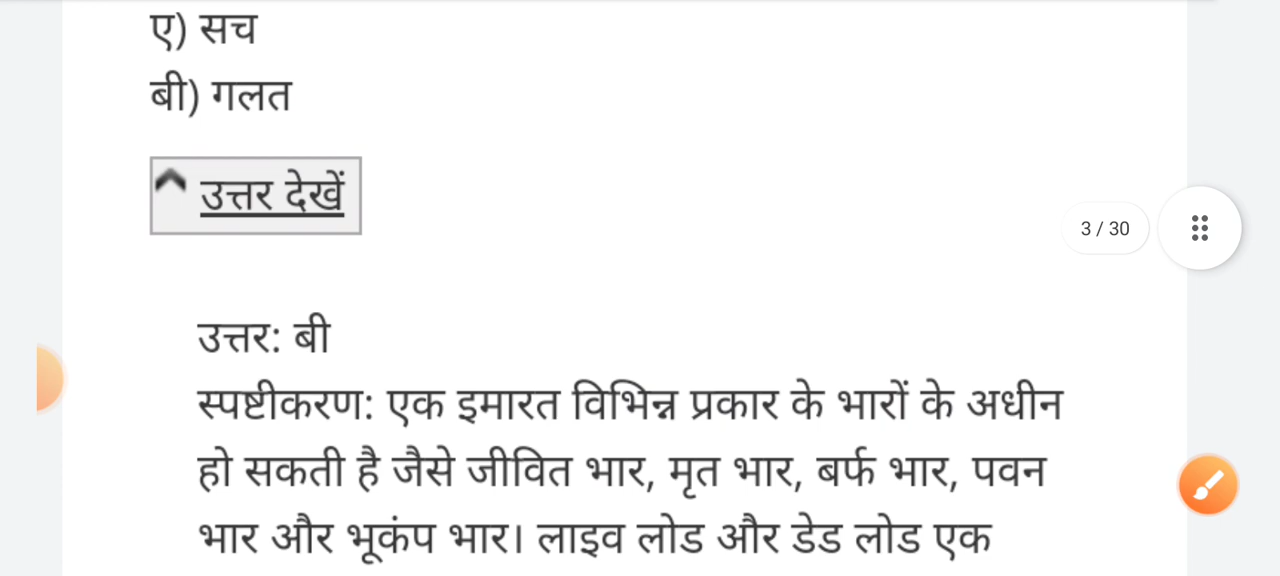 ए) सच
बी) गलत
उत्तर देखें
3 / 30
उत्तर: बी
स्पष्टीकरण: एक इमारत विभिन्न प्रकार के भारों के अधीन
हो सकती है जैसे जीवित भार, मृत भार, बर्फ भार, पवन
भार और भूकंप भार। लाइव लोड और डेड लोड एक